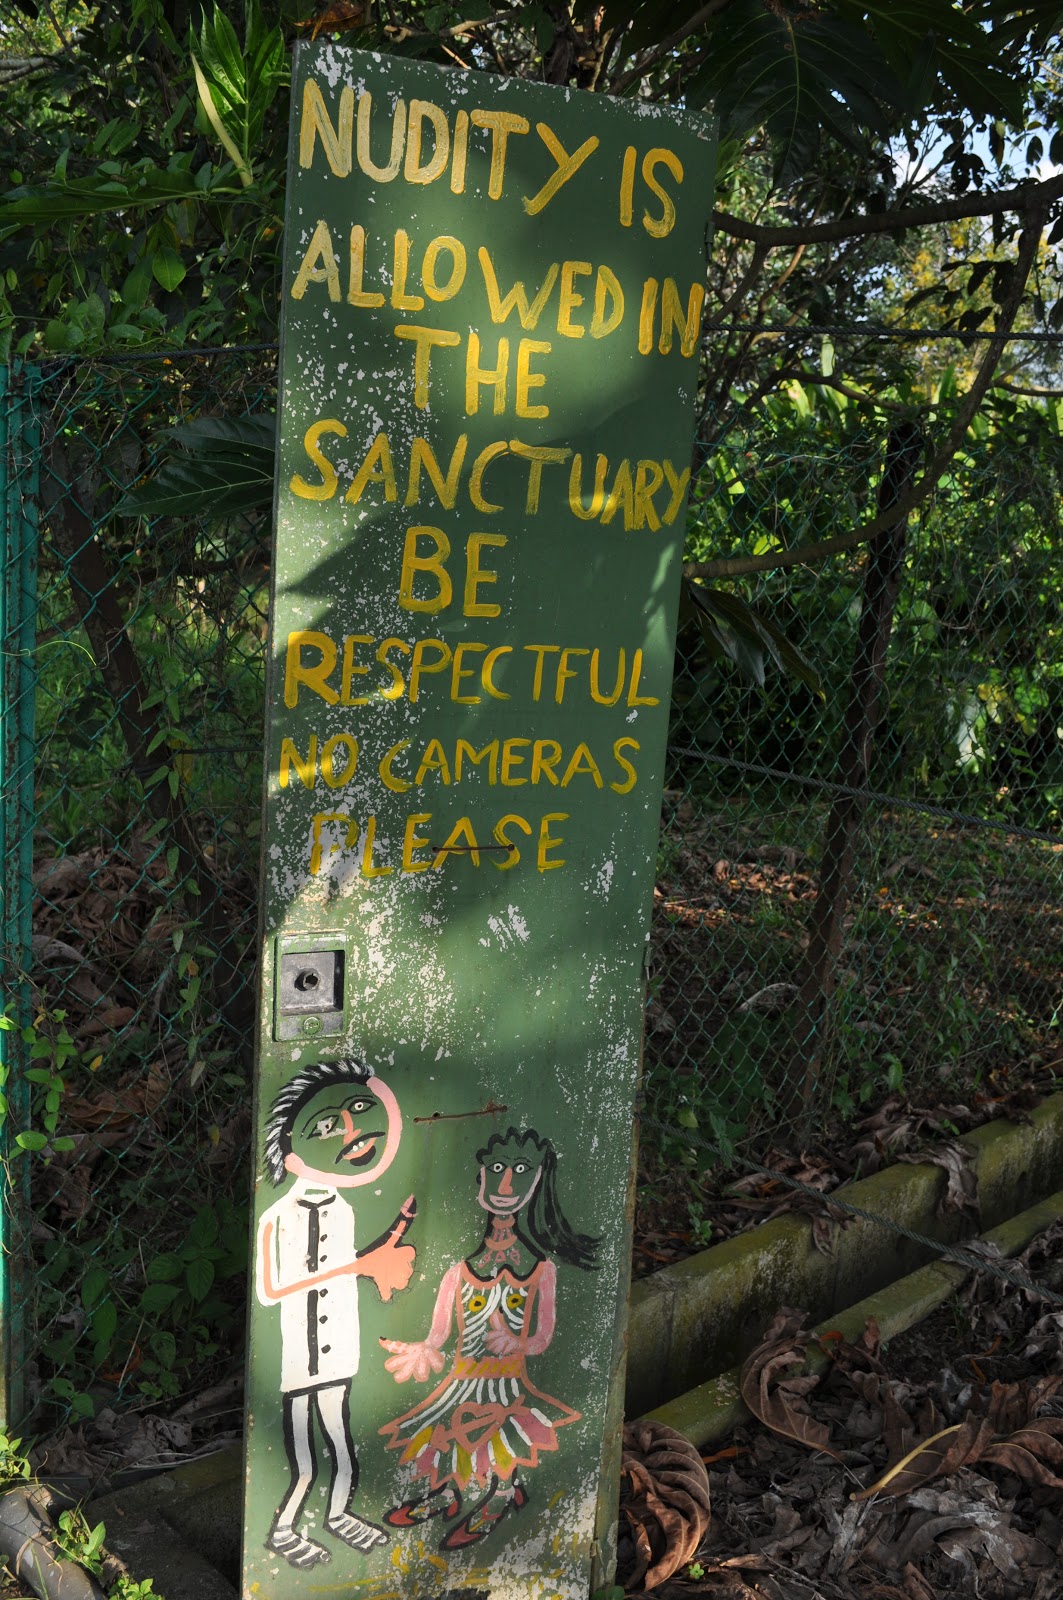 NUDITY IS
ALLOWED IN
THE
SANCTUARY
BE
RESPECTFUL
NO CAMERAS
PLEASE